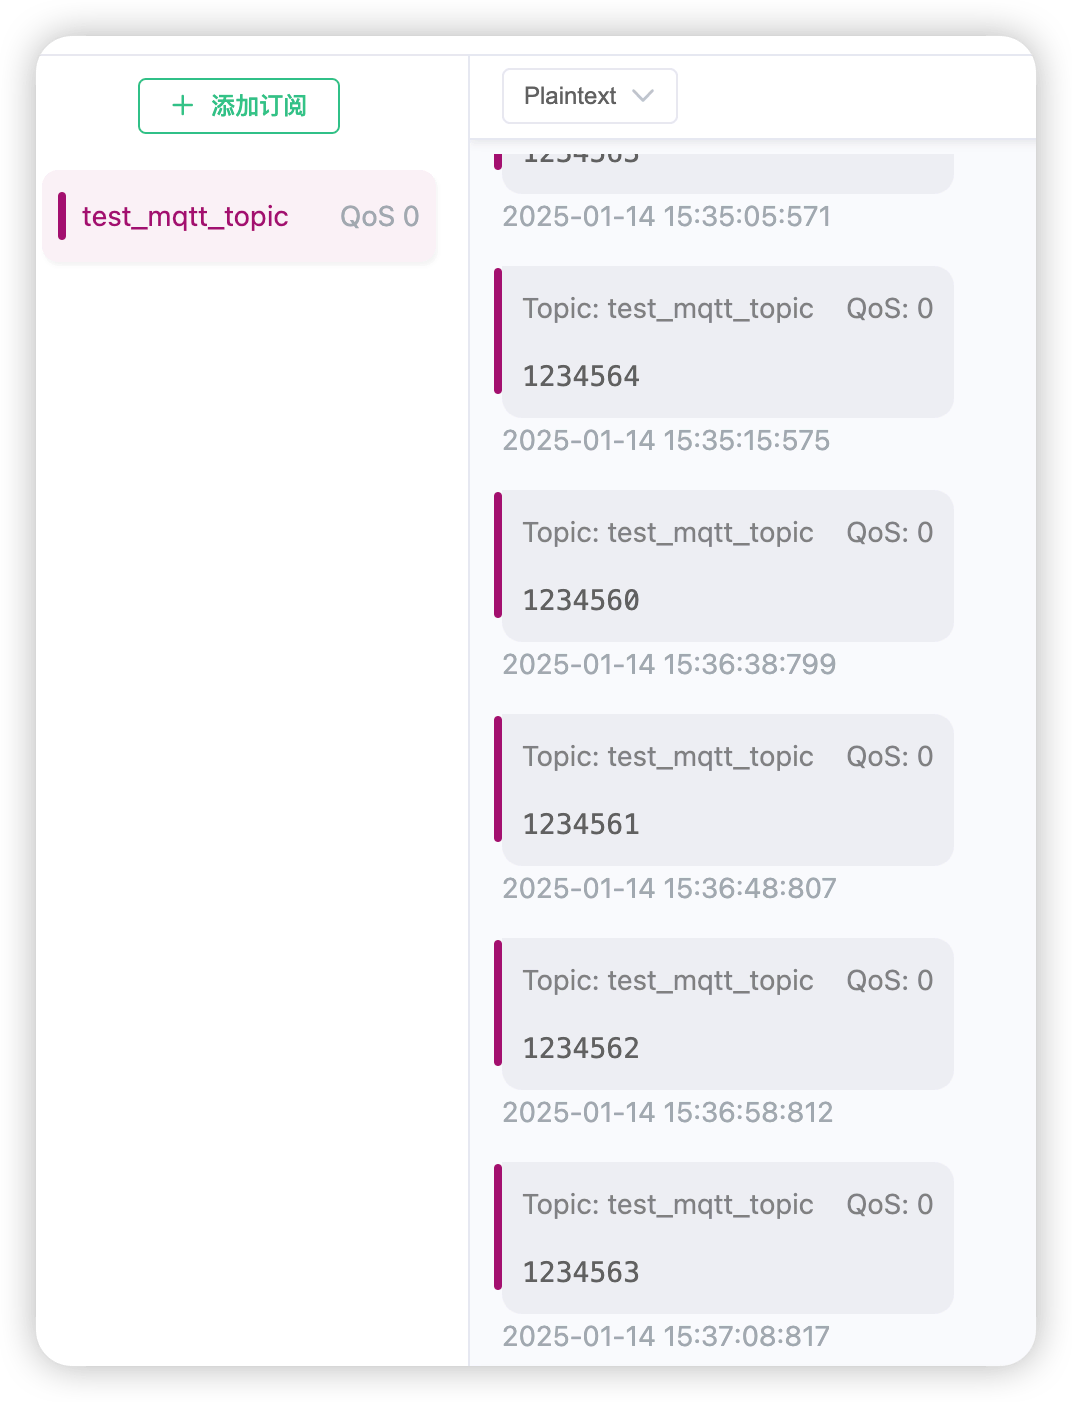 添加订阅
test_mqtt_topic QoS 0
Plaintext
2025-01-14 15:35:05:571
Topic: test_mqtt_topic QoS: 0
1234564
2025-01-14 15:35:15:575
Topic: test_mqtt_topic QoS: 0
1234560
2025-01-14 15:36:38:799
Topic: test_mqtt_topic QoS: 0
1234561
2025-01-14 15:36:48:807
Topic: test_mqtt_topic QoS: 0
1234562
2025-01-14 15:36:58:812
Topic: test_mqtt_topic QoS: 0
1234563
2025-01-14 15:37:08:817